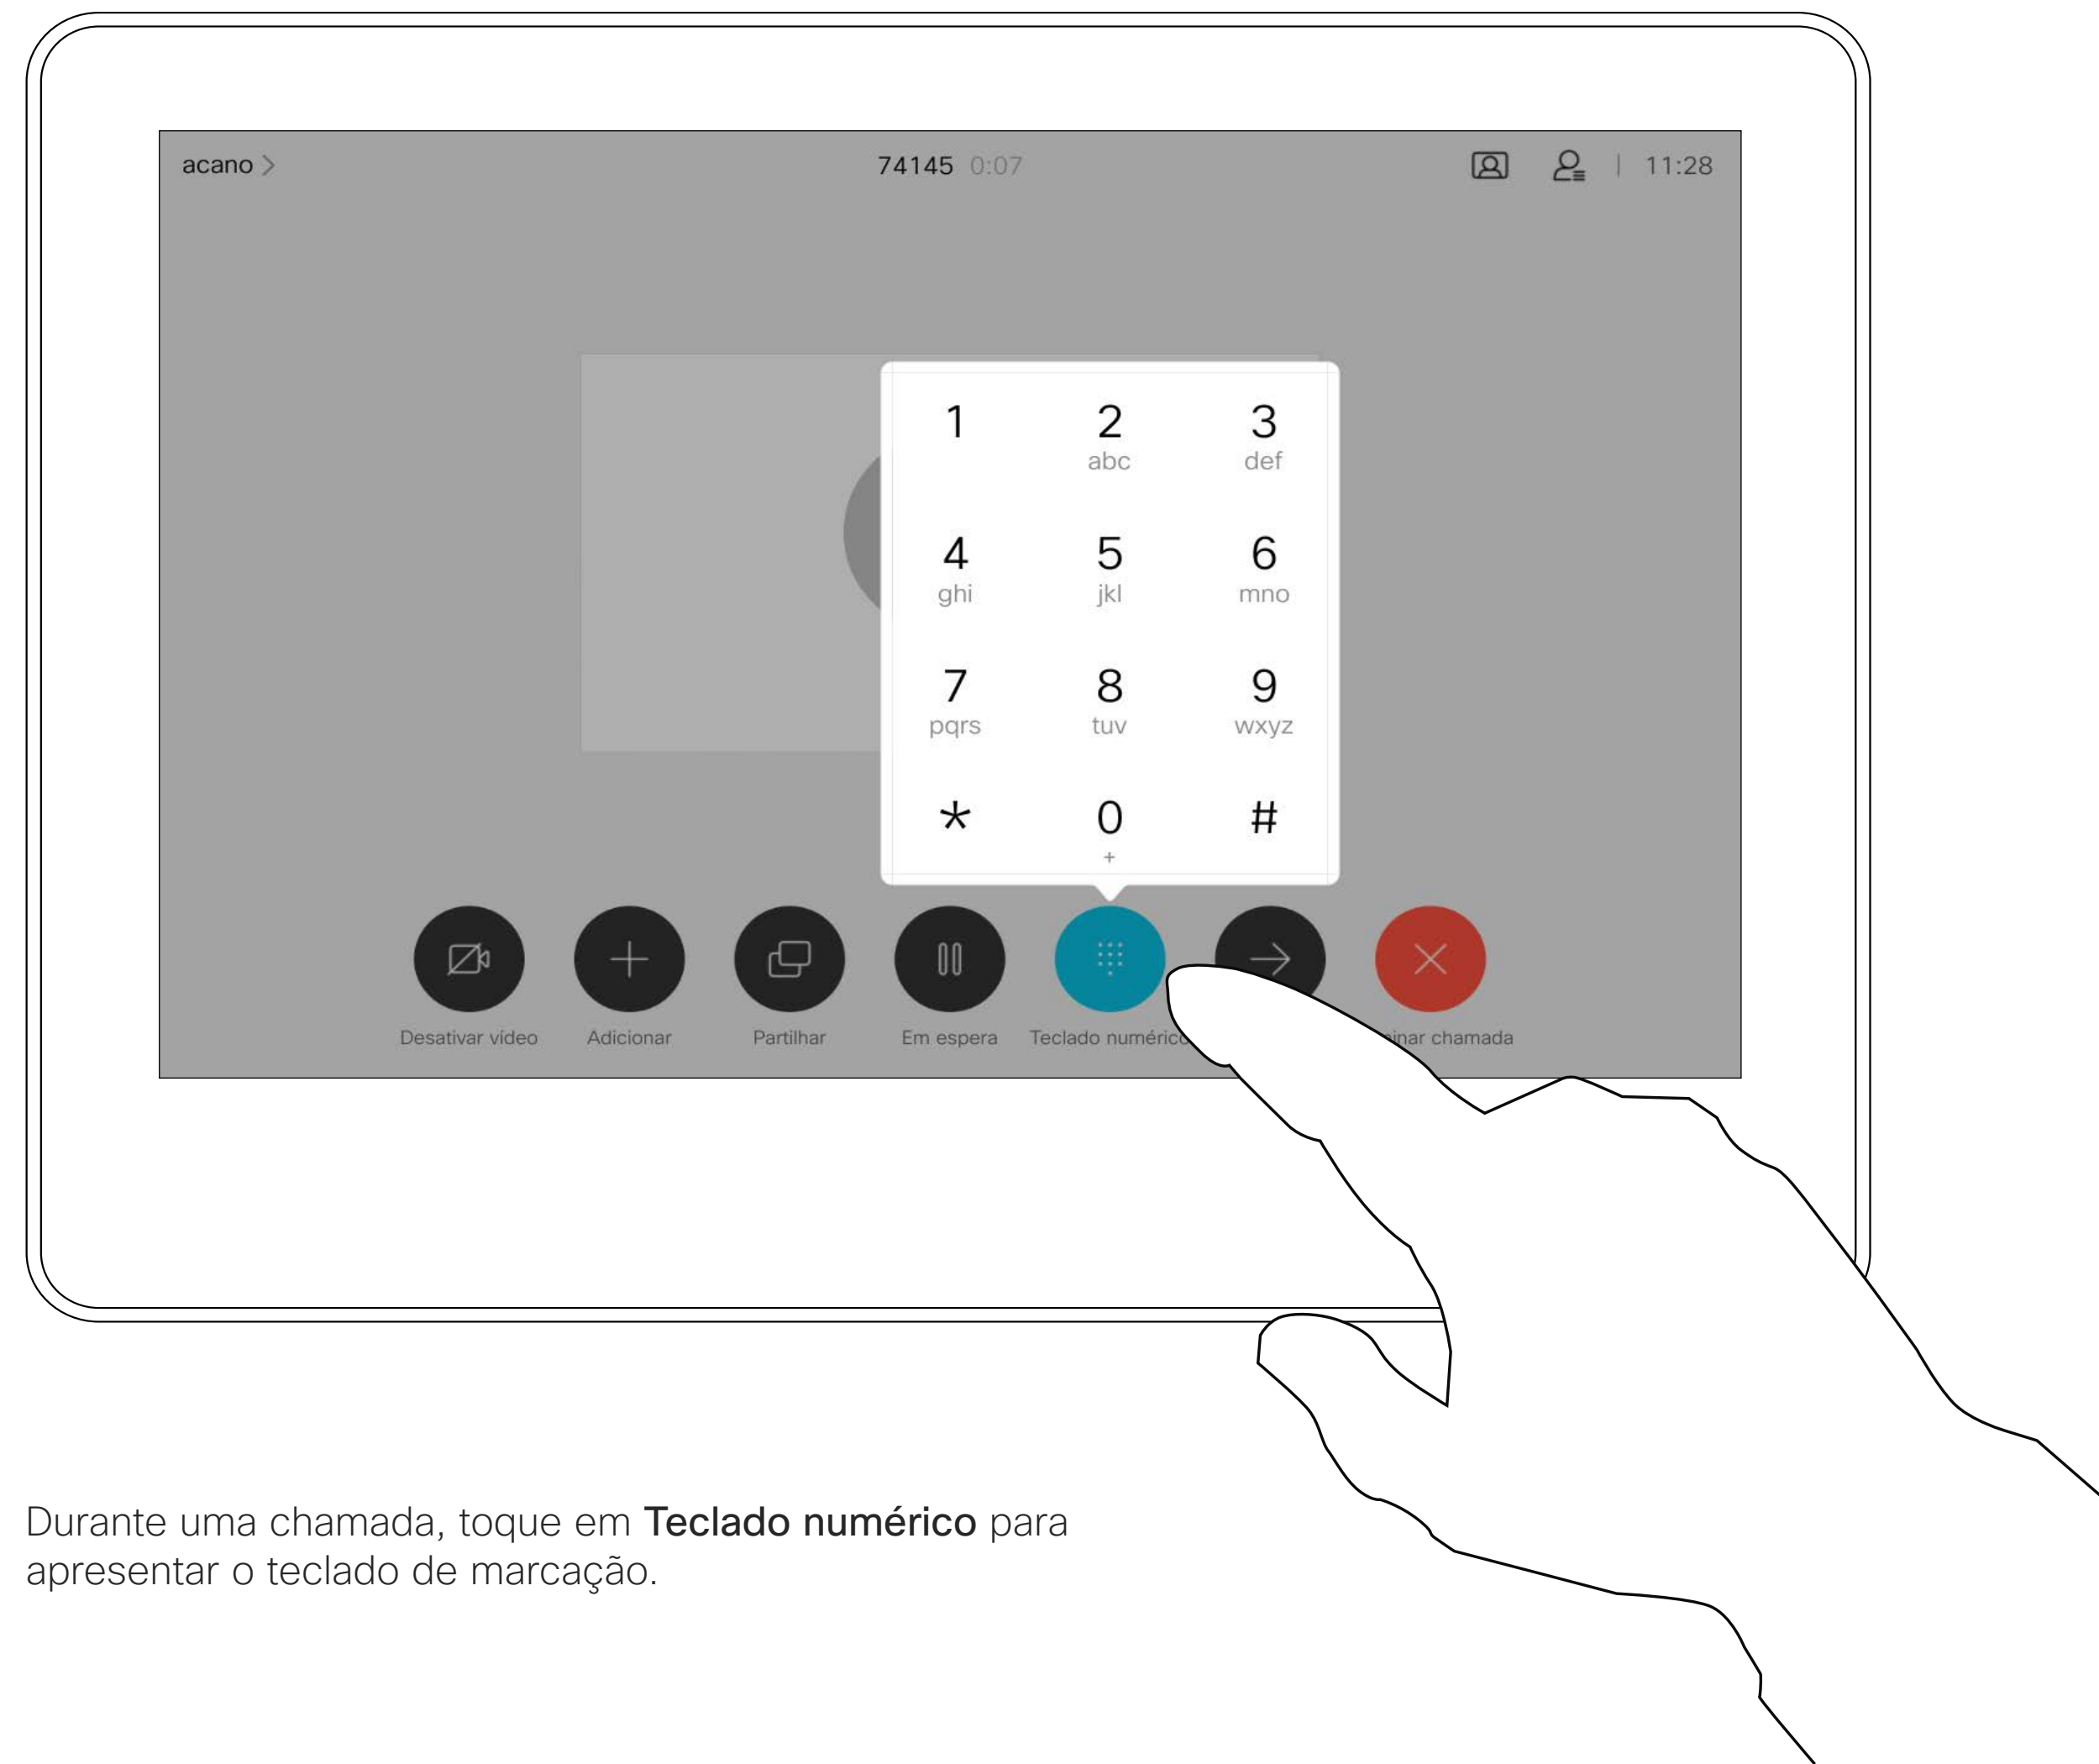 acano
74145 0:07
11:28
1 2 3
abc def
4 5 6
ghi jkl mno
7 8 9
pqrs tuv wxyz
* 0 #
+
Desativar vídeo Adicionar Partilhar Em espera Teclado numérico chamada
Durante uma chamada, toque em Teclado numérico para
apresentar o teclado de marcação.